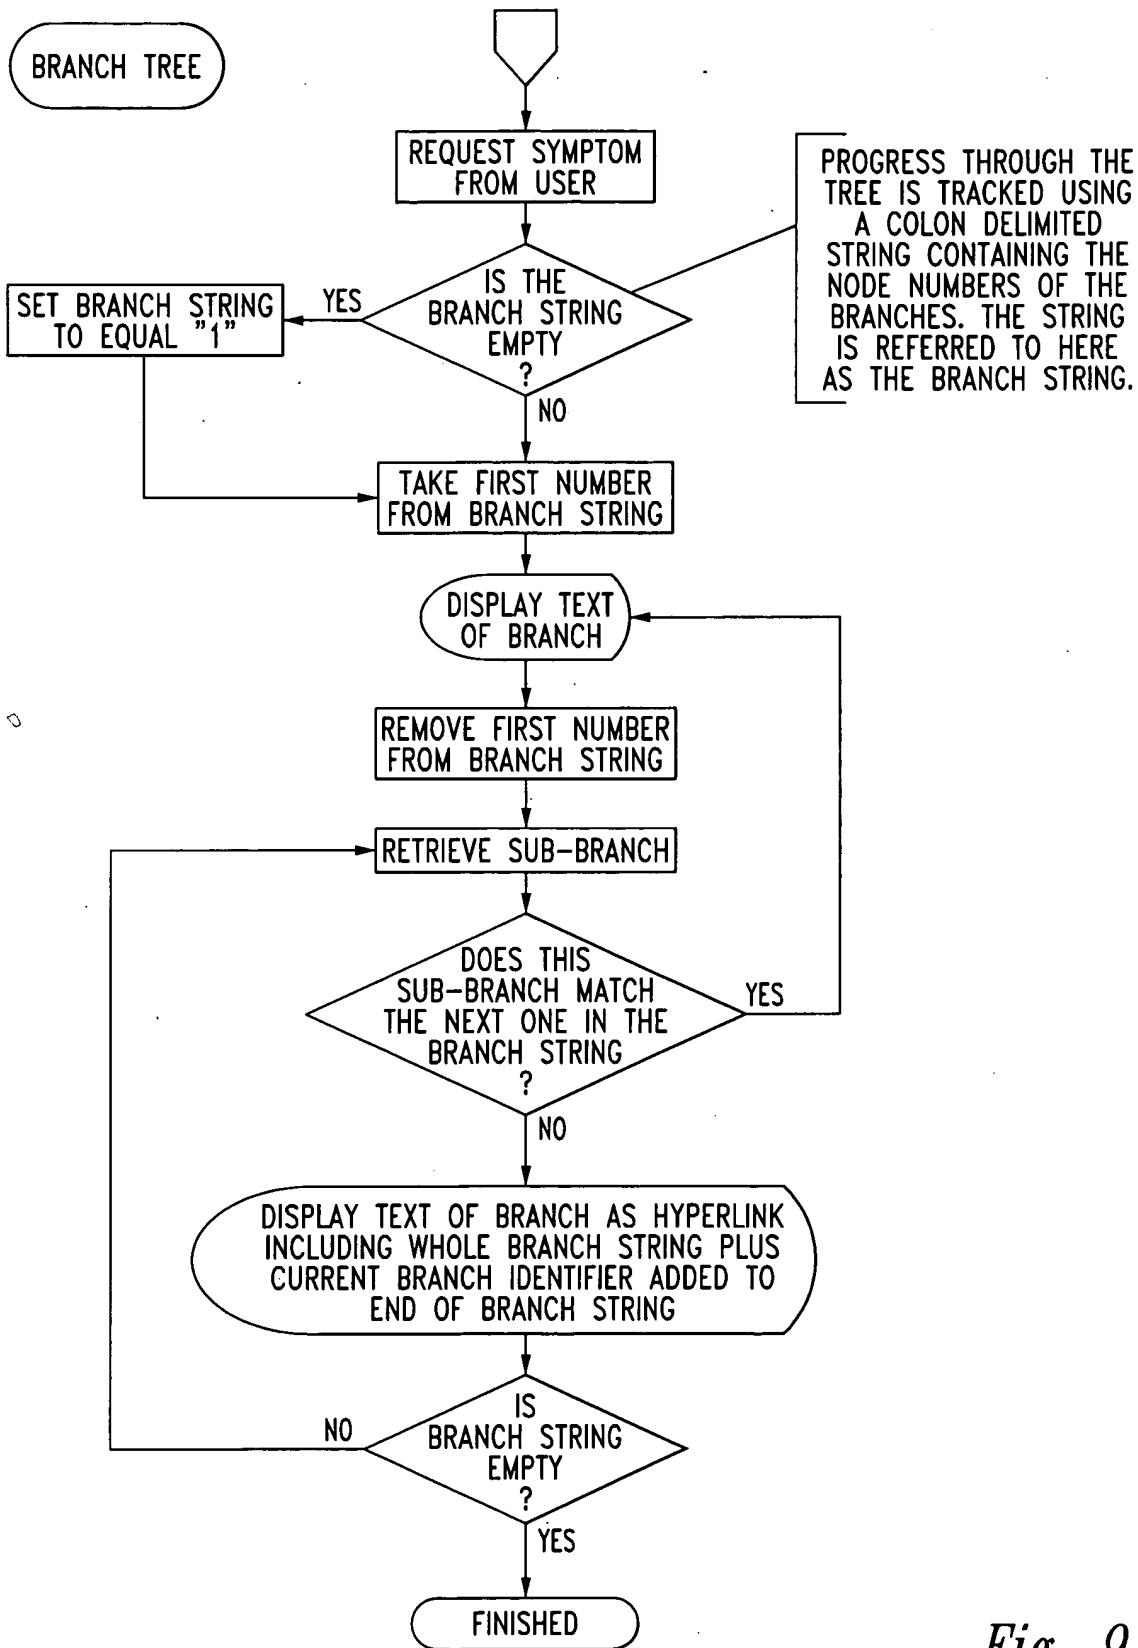 BRANCH TREE
REQUEST SYMPTOM
FROM USER
PROGRESS THROUGH THE
TREE IS TRACKED USING
A COLON DELIMITED
STRING CONTAINING THE
NODE NUMBERS OF THE
BRANCHES. THE STRING
IS REFERRED TO HERE
AS THE BRANCH STRING.
IS THE
BRANCH STRING
EMPTY
?
YES
SET BRANCH STRING
TO EQUAL "1"
NO
TAKE FIRST NUMBER
FROM BRANCH STRING
DISPLAY TEXT
OF BRANCH
REMOVE FIRST NUMBER
FROM BRANCH STRING
RETRIEVE SUB-BRANCH
DOES THIS
SUB-BRANCH MATCH
THE NEXT ONE IN THE
BRANCH STRING
?
YES
NO
DISPLAY TEXT OF BRANCH AS HYPERLINK
INCLUDING WHOLE BRANCH STRING PLUS
CURRENT BRANCH IDENTIFIER ADDED TO
END OF BRANCH STRING
IS
BRANCH STRING
EMPTY
?
NO
YES
FINISHED
Fig. 9